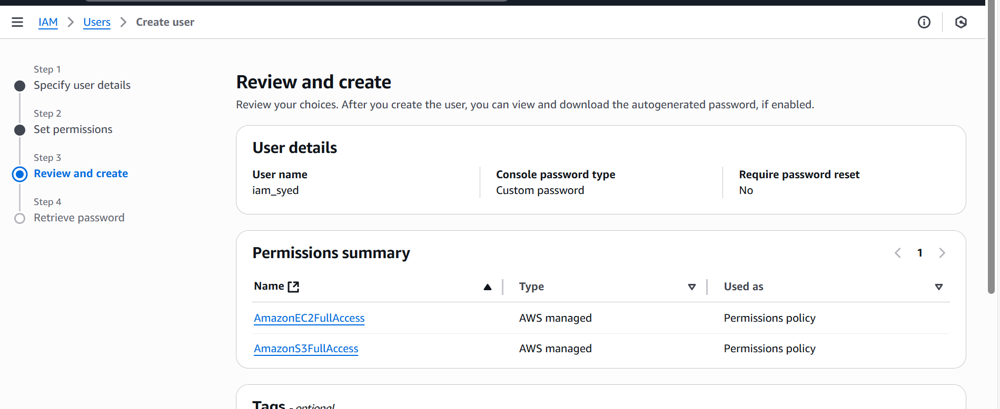 IAM > Users > Create user
Step 1
Specify user details
Step 2
Set permissions
Step 3
Review and create
Step 4
Retrieve password
Review and create
Review your choices. After you create the user, you can view and download the autogenerated password, if enabled.
User details
User name
iam_syed
Console password type
Custom password
Require password reset
No
Permissions summary
< 1 >
Name Type Used as
AmazonEC2FullAccess AWS managed Permissions policy
AmazonS3FullAccess AWS managed Permissions policy
Tags - optional